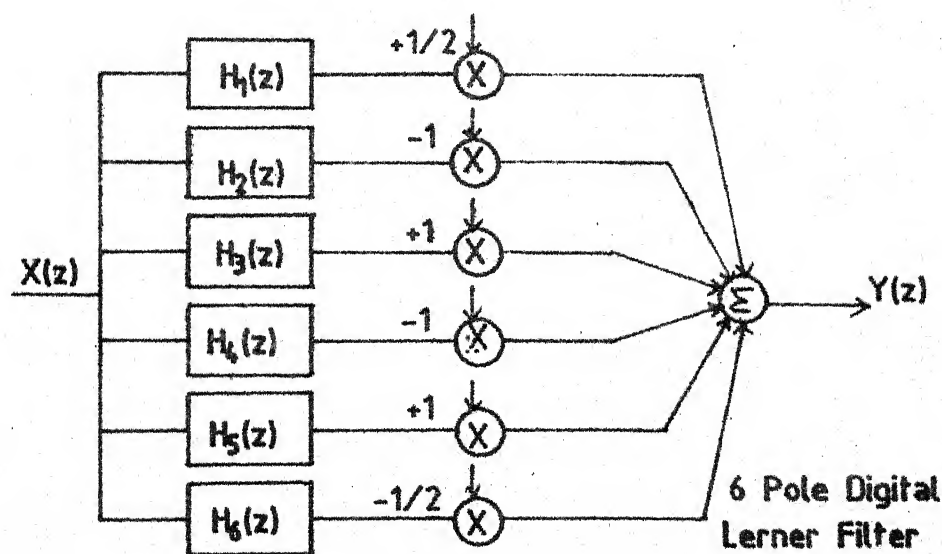 +1/2
H₁(z)
X
-1
H₂(z)
X
+1
H₃(z)
X
X(z)
Σ
Y(z)
-1
H₄(z)
X
+1
H₅(z)
X
-1/2
H₆(z)
X
6 Pole Digital
Lerner Filter